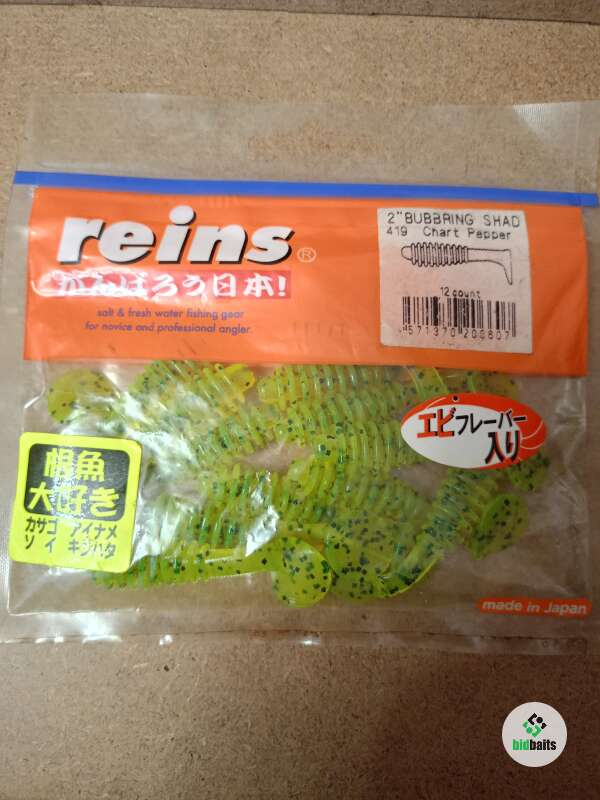 reins®
がんばろう日本!
salt & fresh water fishing gear
for novice and professional angler.
2"BUBBRING SHAD
419 Chart Pepper
12 count
571370 200807
エビフレーバー
入り
根魚
大好き
カサゴ アイナメ
ソイ キジハタ
made in Japan
bidbaits